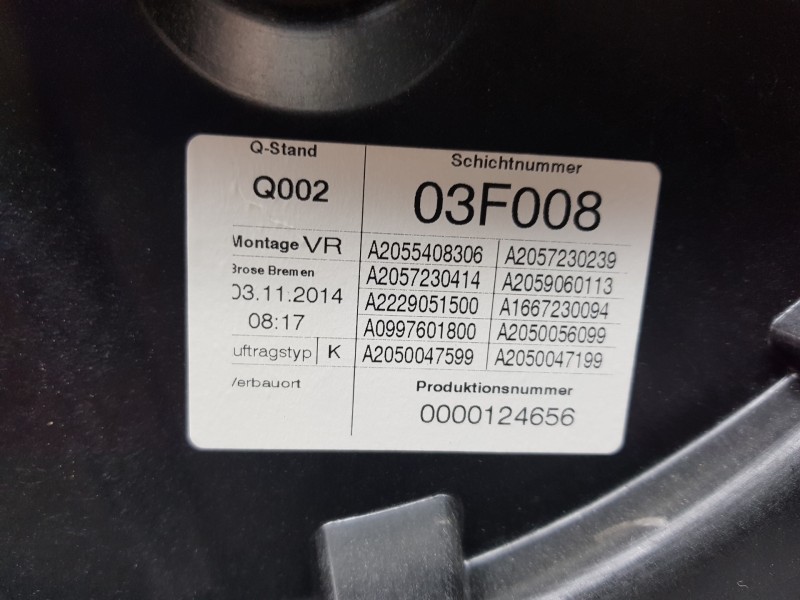 Q-Stand
Schichtnummer
Q002
03F008
Montage VR
A2055408306 A2057230239
Brose Bremen
A2057230414 A2059060113
03.11.2014
A2229051500 A1667230094
08:17
A0997601800 A2050056099
uftragstyp K
A2050047599 A2050047199
Verbauort
Produktionsnummer
0000124656